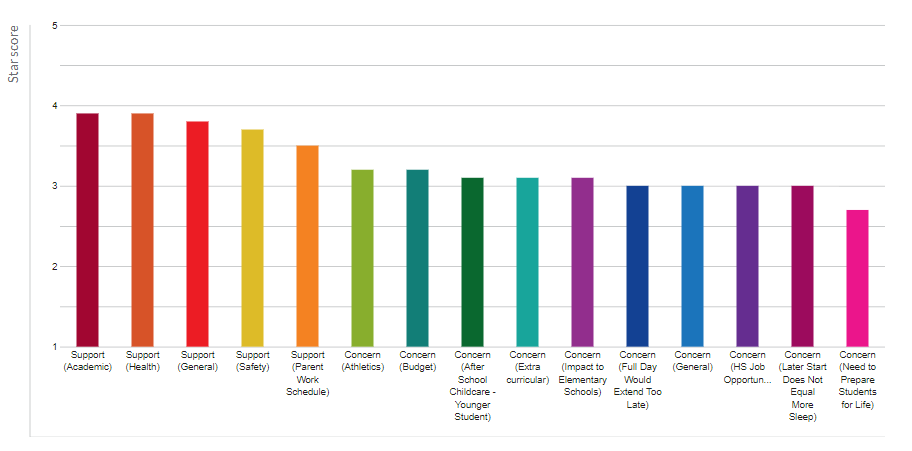 Star score
5
4
3
2
1
Support
(Academic)
Support
(Health)
Support
(General)
Support
(Safety)
Support
(Parent
Work
Schedule)
Concern
(Athletics)
Concern
(Budget)
Concern
(After
School
Childcare -
Younger
Student)
Concern
(Extra
curricular)
Concern
(Impact to
Elementary
Schools)
Concern
(Full Day
Would
Extend Too
Late)
Concern
(General)
Concern
(HS Job
Opportun...
Concern
(Later Start
Does Not
Equal
More
Sleep)
Concern
(Need to
Prepare
Students
for Life)